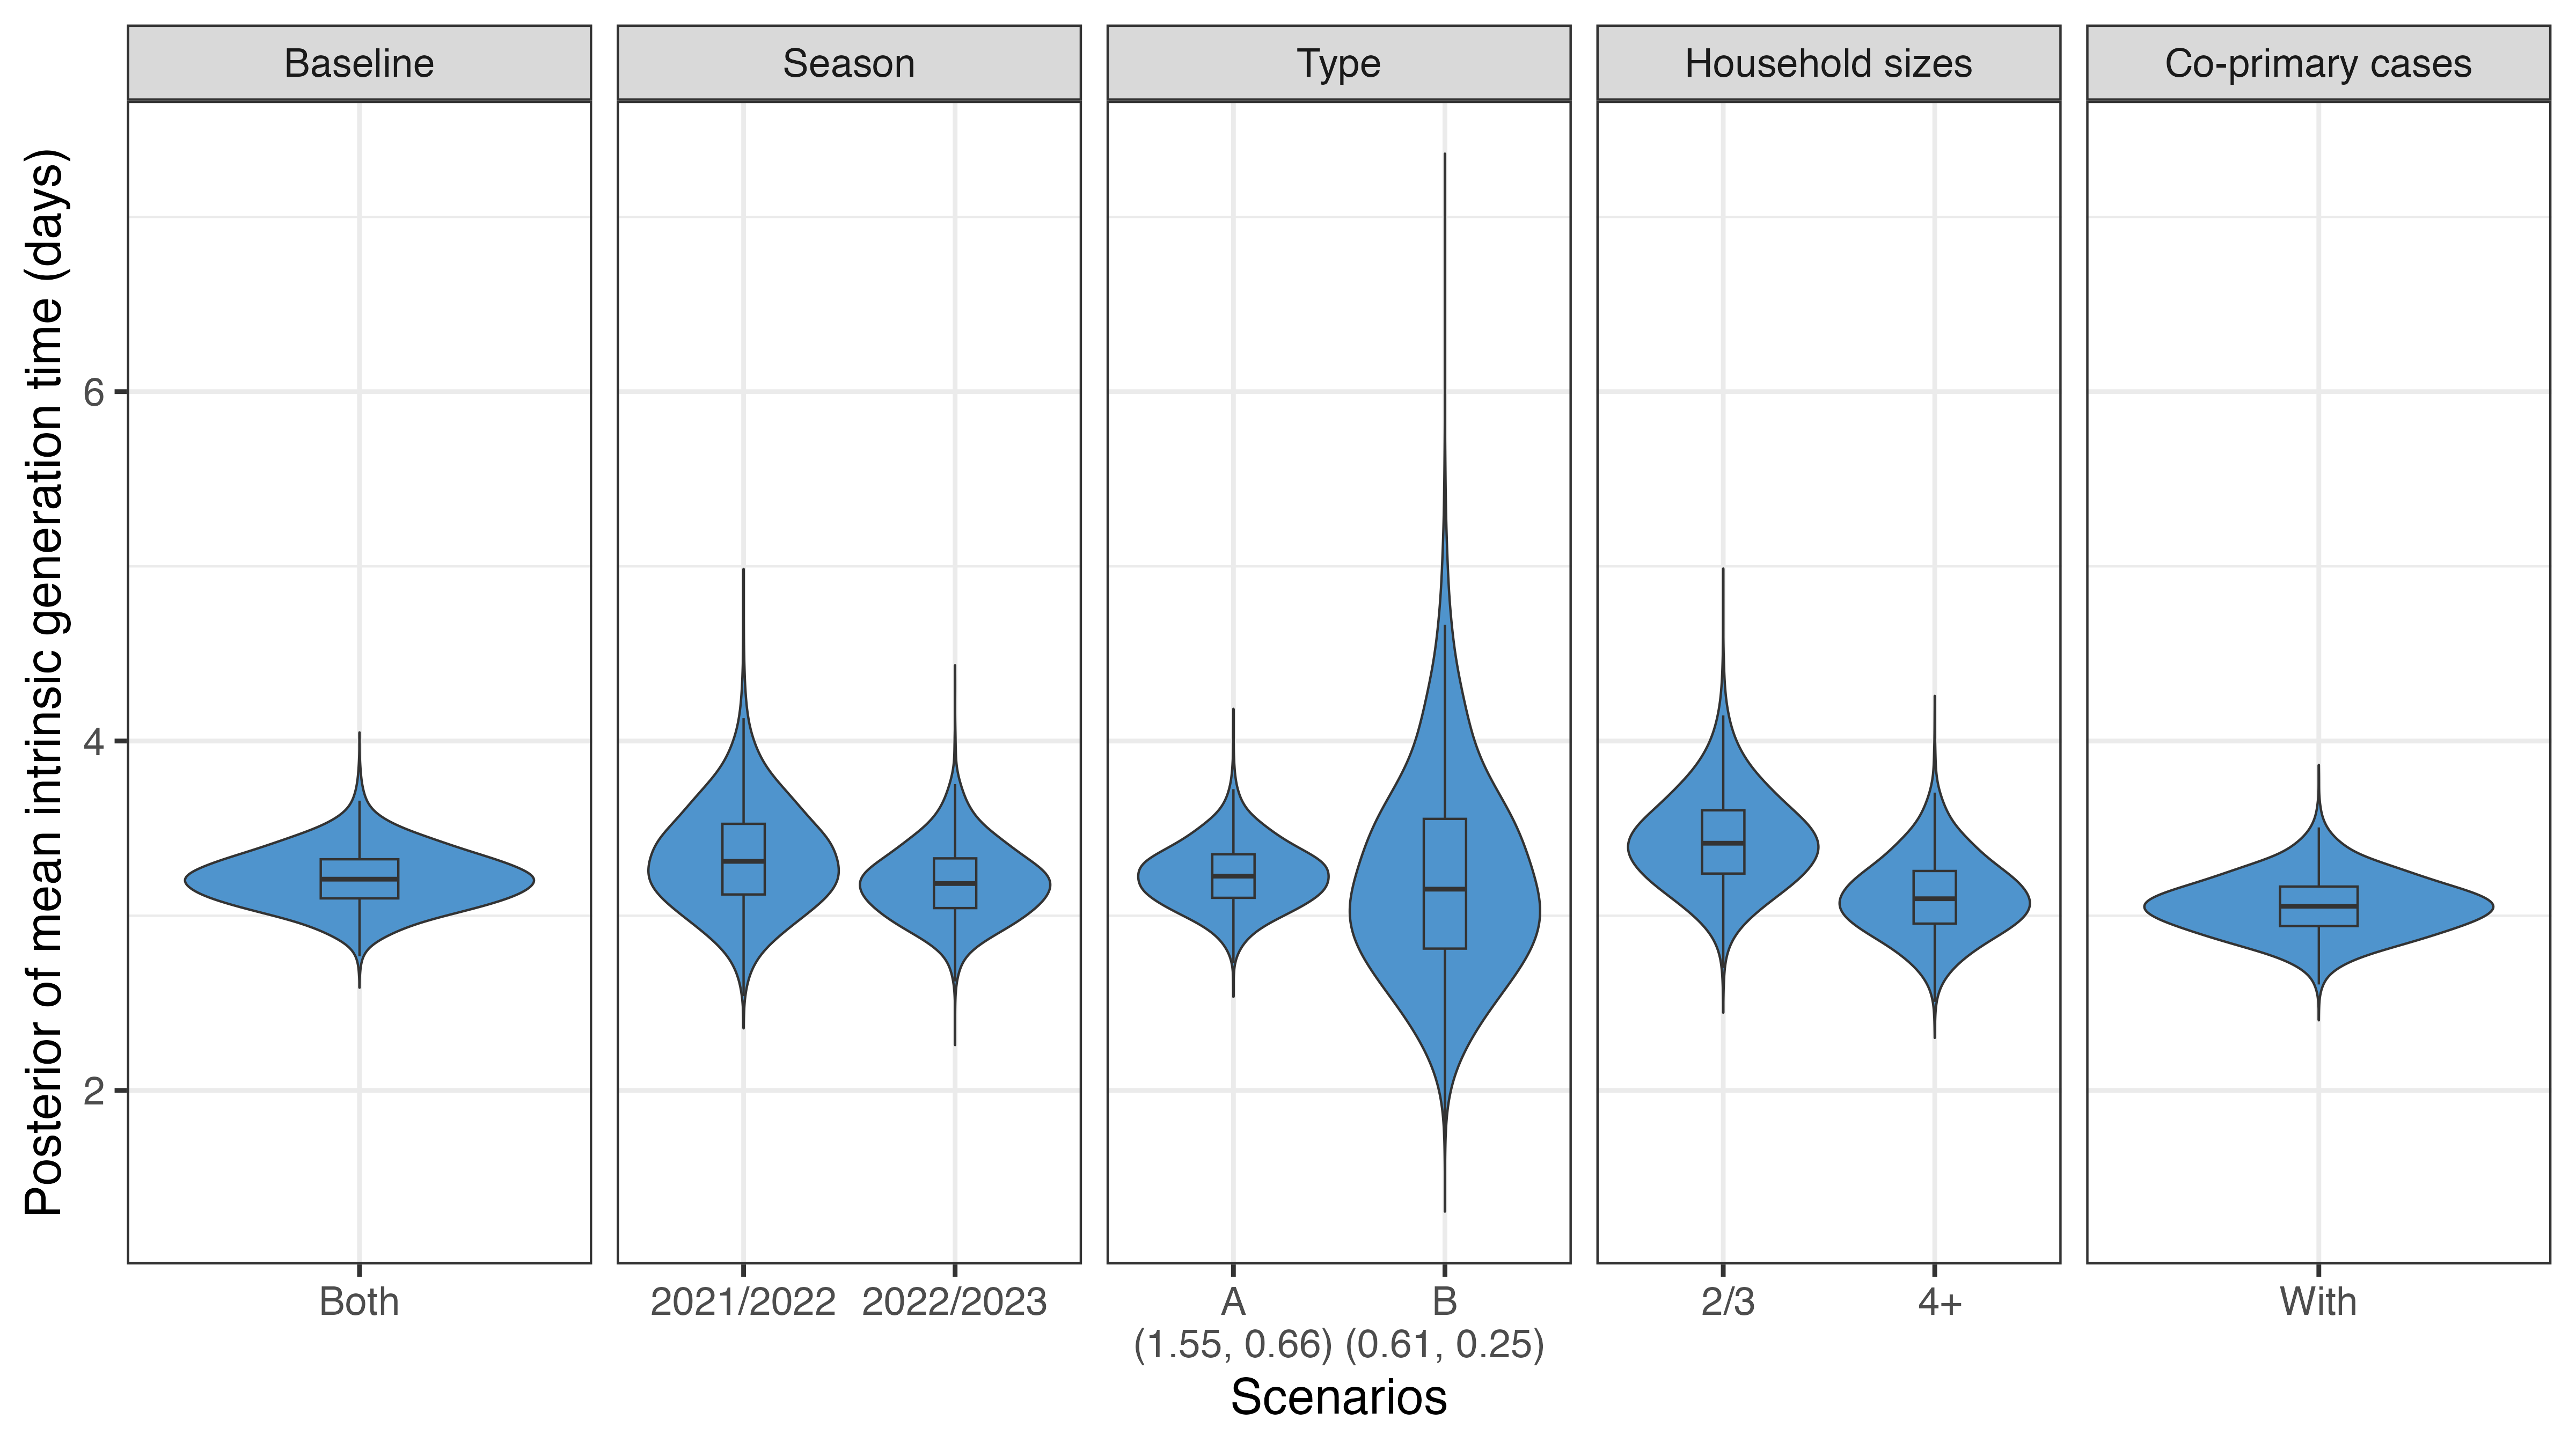 Baseline
Season
Type
Household sizes
Co-primary cases
Posterior of mean intrinsic generation time (days)
6
4
2
Both
2021/2022 2022/2023
A B
(1.55, 0.66) (0.61, 0.25)
2/3 4+
With
Scenarios